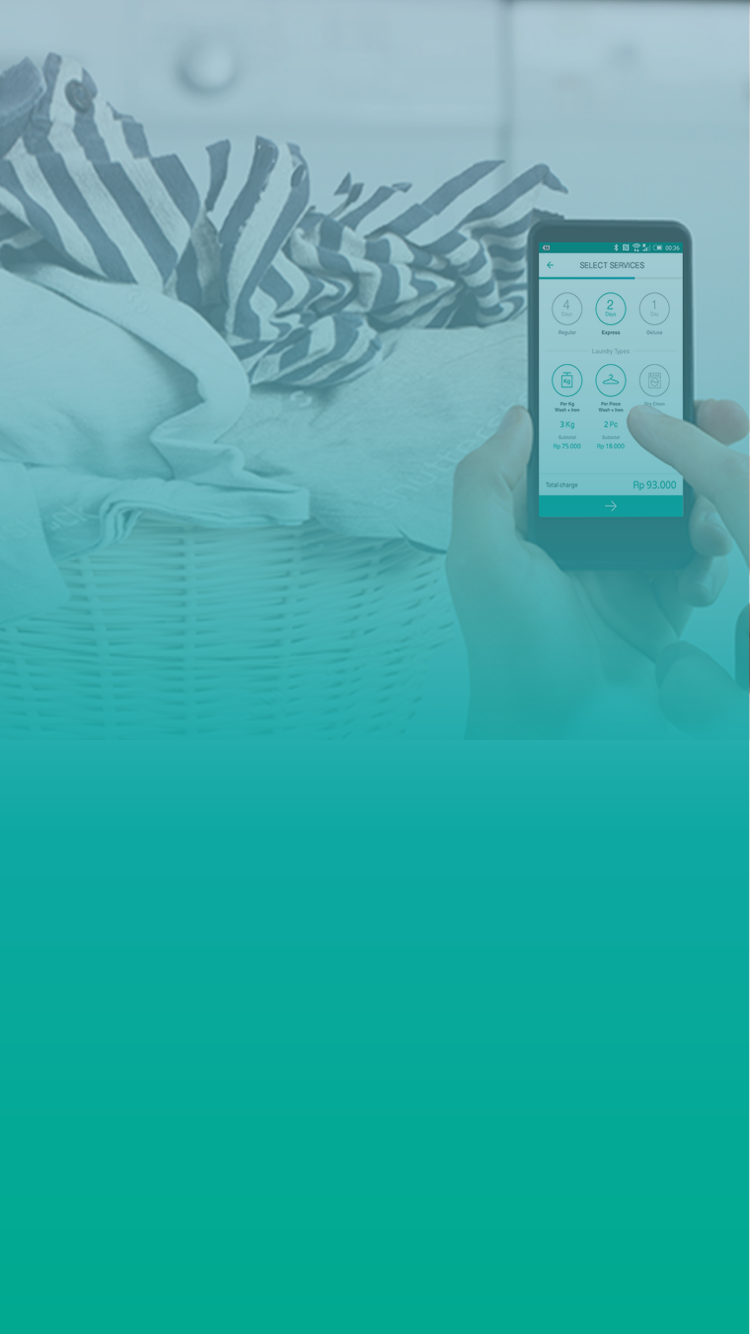 00:36
SELECT SERVICES
4 2 1
Days Days Day
Regular Express Deluxe
Laundry Types
Kg
Per Kg Per Piece Dry Clean
Wash + Iron Wash + Iron
3 Kg 2 Pc
Subtotal Subtotal
Rp 75.000 Rp 18.000
Total charge Rp 93.000